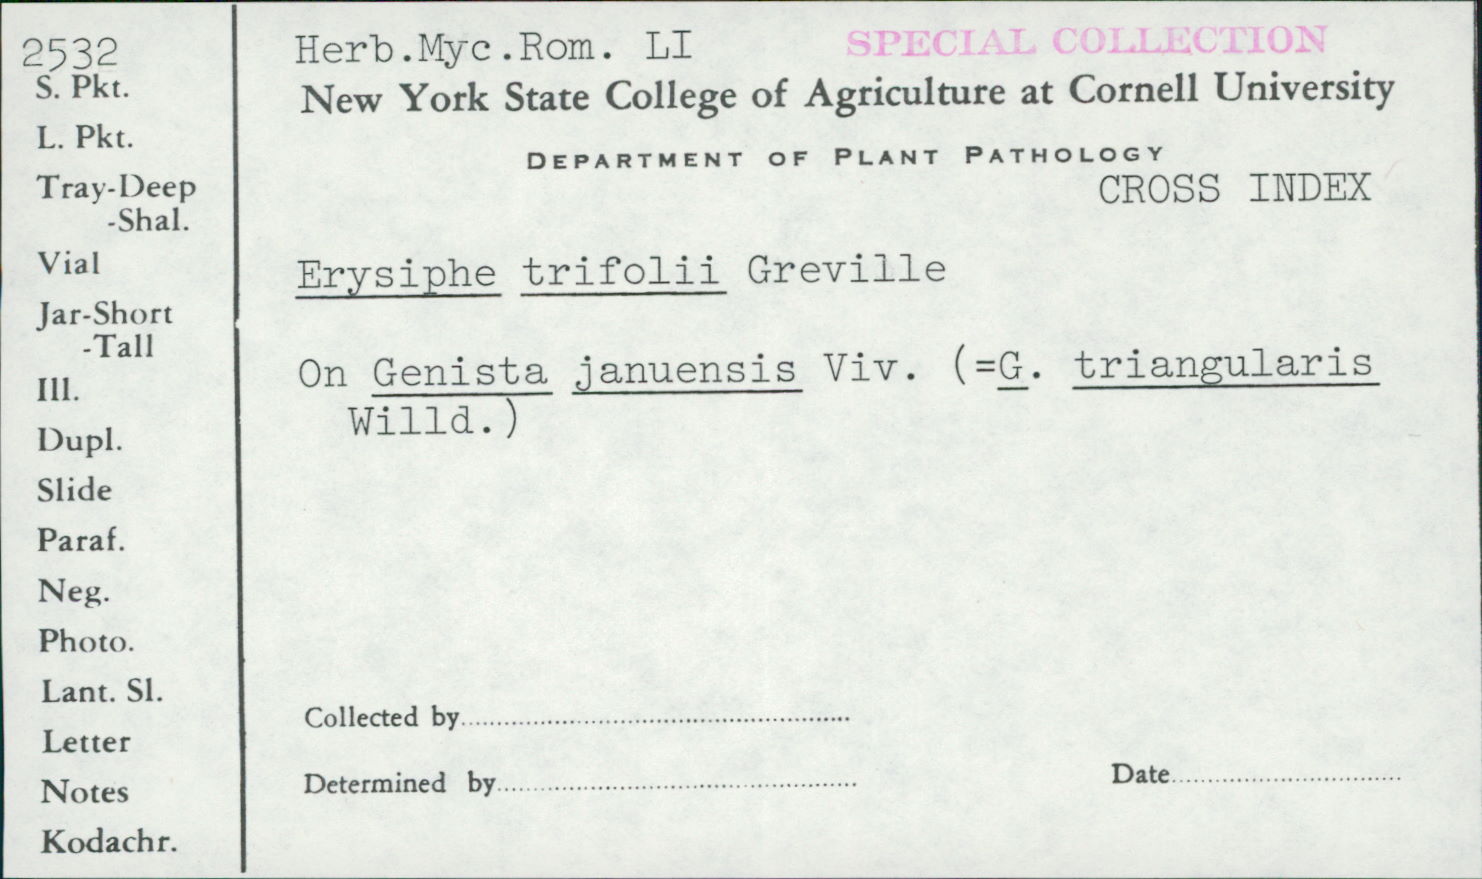 2532
S. Pkt.
L. Pkt.
Tray-Deep
-Shal.
Vial
Jar-Short
-Tall
Ill.
Dupl.
Slide
Paraf.
Neg.
Photo.
Lant. Sl.
Letter
Notes
Kodachr.
Herb.Myc.Rom. LI
SPECIAL COLLECTION
New York State College of Agriculture at Cornell University
DEPARTMENT OF PLANT PATHOLOGY
CROSS INDEX
Erysiphe trifolii Greville
On Genista januensis Viv. (=G. triangularis
Willd.)
Collected by
Determined by
Date